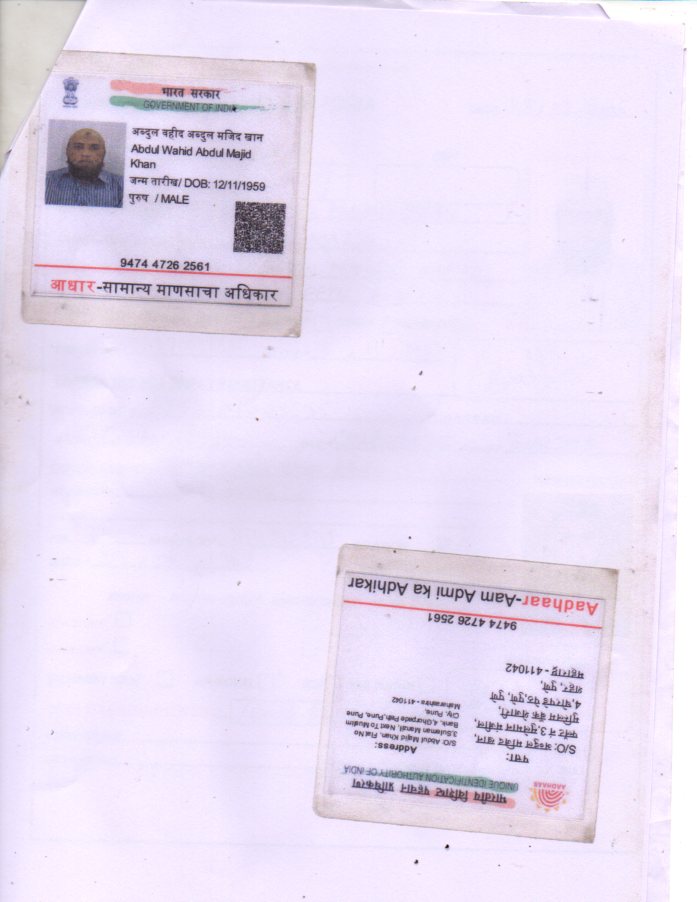 भारत सरकार
GOVERNMENT OF INDIA
अब्दुल वहीद अब्दुल मजिद खान
Abdul Wahid Abdul Majid
Khan
जन्म तारीख/ DOB: 12/11/1959
पुरुष / MALE
9474 4726 2561
आधार-सामान्य माणसाचा अधिकार
भारतीय विशिष्ट पहचान प्राधिकरण
UNIQUE IDENTIFICATION AUTHORITY OF INDIA
AADHAAR
पत्ता:
S/O: अब्दुल मजिद खान,
फ्लॅट न 3,सुलेमान मंजील,
मुस्लिम बँक शेजारी,
4,घोरपडे पेठ,पुणे, पुणे
शहर, पुणे,
महाराष्ट्र - 411042
Address:
S/O: Abdul Majid Khan, Flat No
3,Suleman Manzil, Next To Muslim
Bank, 4,Ghorpade Peth,Pune, Pune
City, Pune,
Maharashtra - 411042
9474 4726 2561
Aadhaar-Aam Admi ka Adhikar